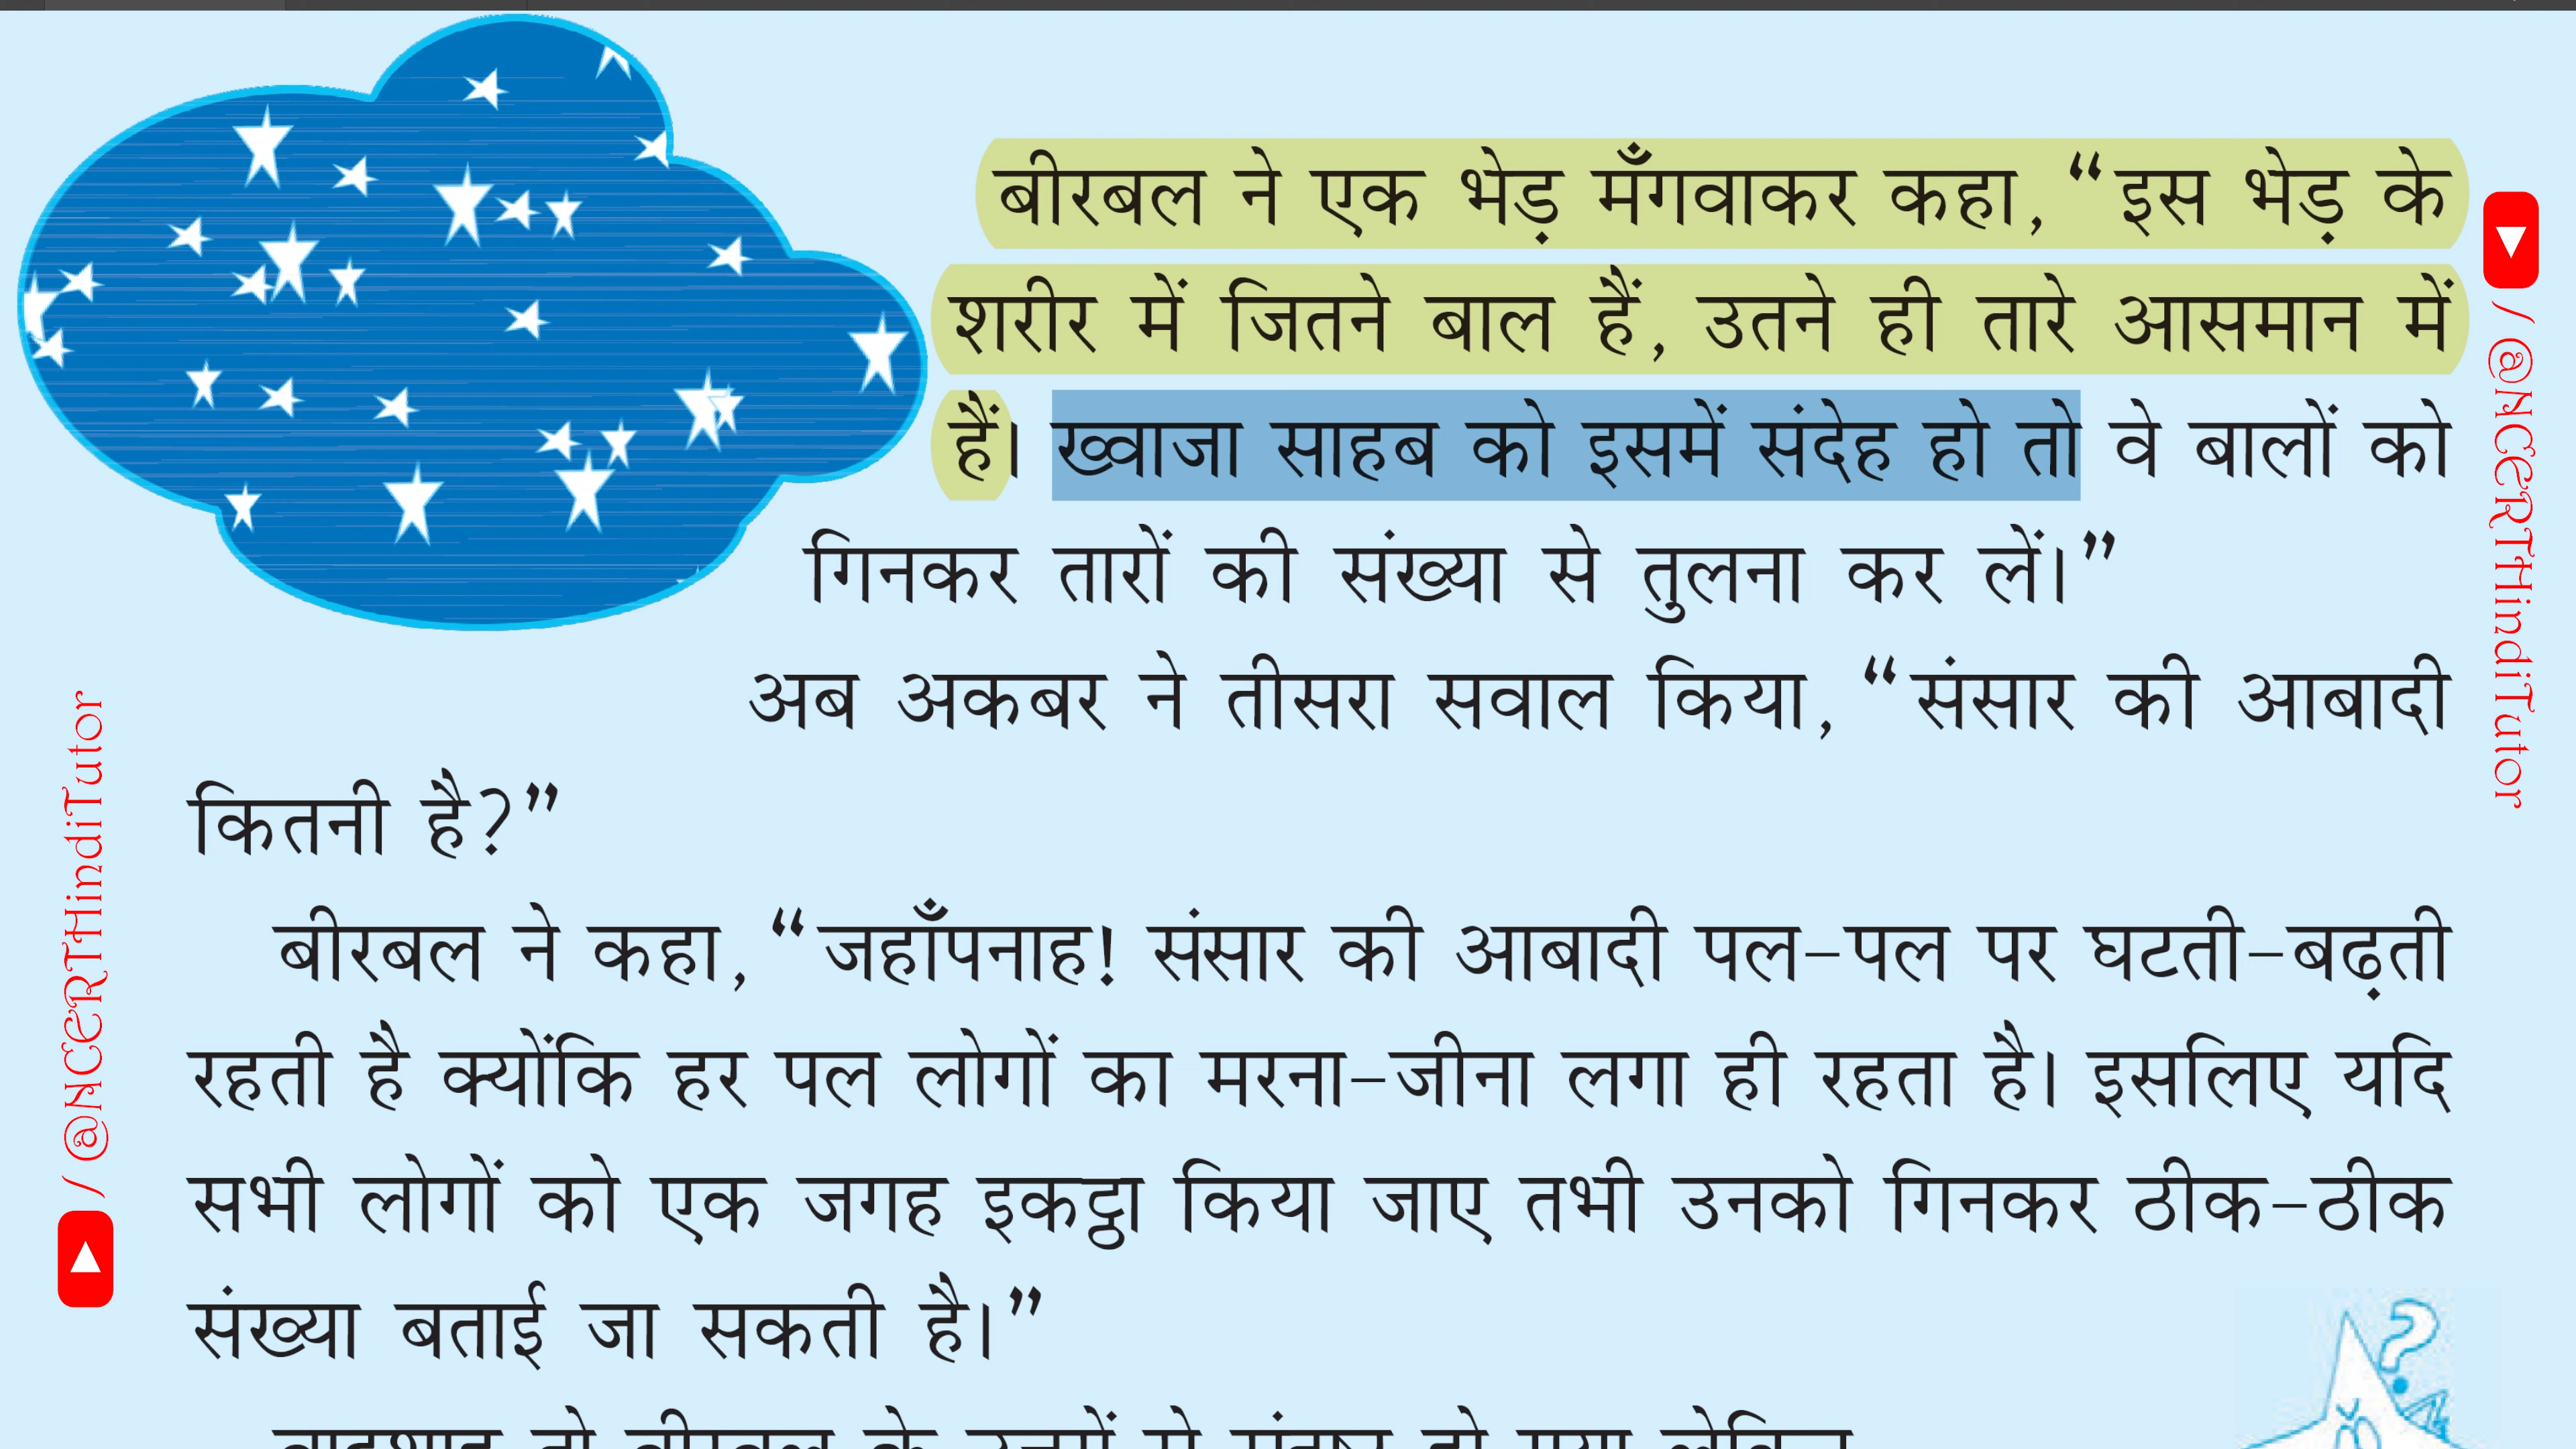 बीरबल ने एक भेड़ मँगवाकर कहा, “इस भेड़ के
शरीर में जितने बाल हैं, उतने ही तारे आसमान में
हैं। ख्वाजा साहब को इसमें संदेह हो तो वे बालों को
गिनकर तारों की संख्या से तुलना कर लें।”
अब अकबर ने तीसरा सवाल किया, “संसार की आबादी
कितनी है?”
बीरबल ने कहा, “जहाँपनाह! संसार की आबादी पल-पल पर घटती-बढ़ती
रहती है क्योंकि हर पल लोगों का मरना-जीना लगा ही रहता है। इसलिए यदि
सभी लोगों को एक जगह इकट्ठा किया जाए तभी उनको गिनकर ठीक-ठीक
संख्या बताई जा सकती है।”
/ @NCERTHindiTutor
/ @NCERTHindiTutor
?